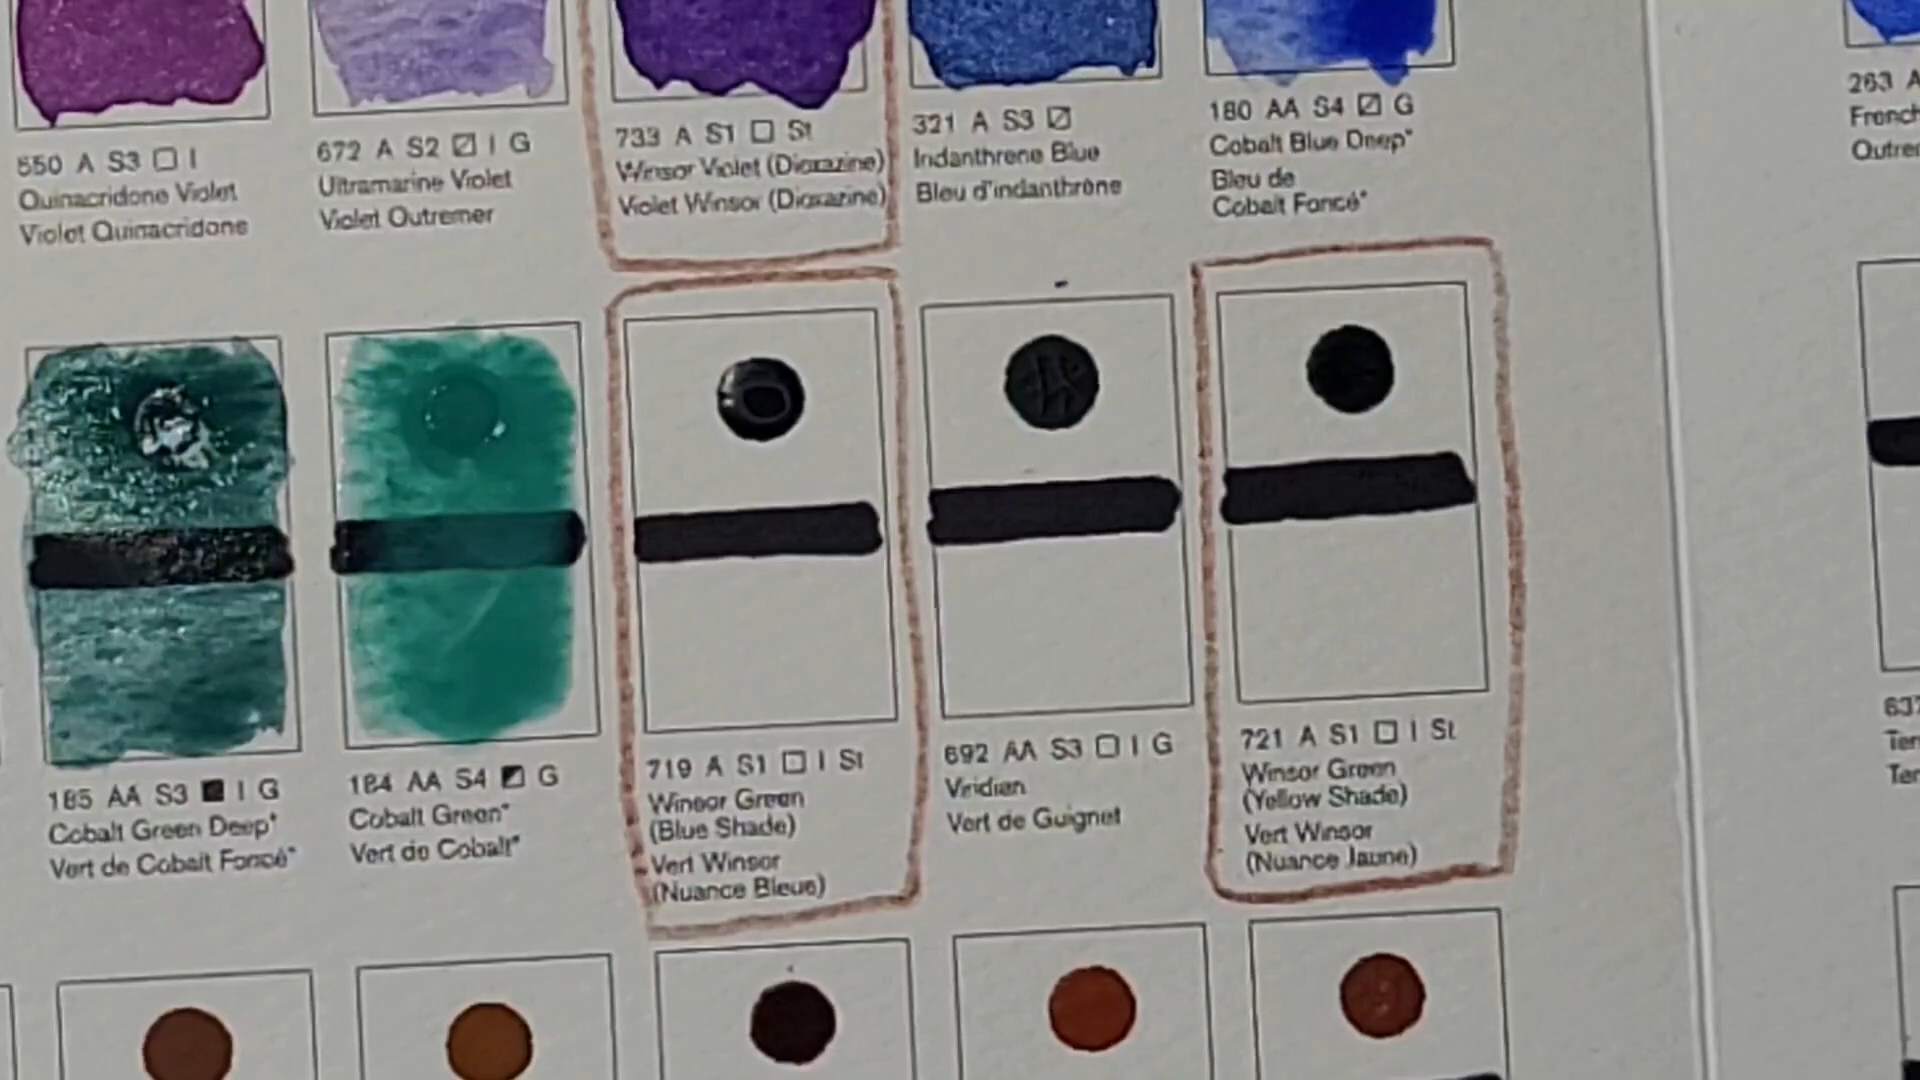 550 A S3 □ I
Quinacridone Violet
Violet Quinacridone
672 A S2 ⧄ I G
Ultramarine Violet
Violet Outremer
733 A S1 □ St
Winsor Violet (Dioxazine)
Violet Winsor (Dioxazine)
321 A S3 ⧄
Indanthrene Blue
Bleu d'indanthrène
180 AA S4 ⧄ G
Cobalt Blue Deep*
Bleu de
Cobalt Foncé*
263 A
French
185 AA S3 ■ I G
Cobalt Green Deep*
Vert de Cobalt Foncé*
184 AA S4 ◩ G
Cobalt Green*
Vert de Cobalt*
719 A S1 □ I St
Winsor Green
(Blue Shade)
Vert Winsor
(Nuance Bleue)
692 AA S3 □ I G
Viridian
Vert de Guignet
721 A S1 □ I St
Winsor Green
(Yellow Shade)
Vert Winsor
(Nuance Jaune)